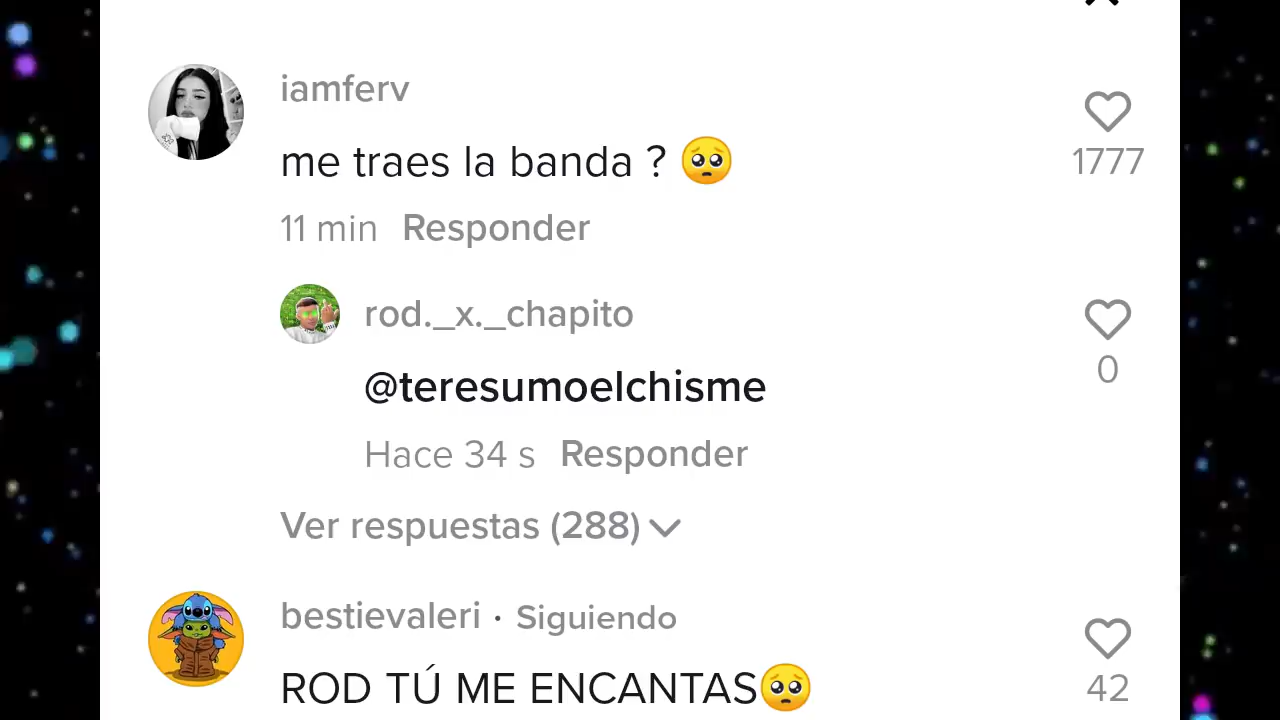 iamferv
me traes la banda ? 🥺
1777
11 min Responder
rod._x._chapito
@teresumoelchisme
0
Hace 34 s Responder
Ver respuestas (288)
bestievaleri · Siguiendo
ROD TÚ ME ENCANTAS🥺
42